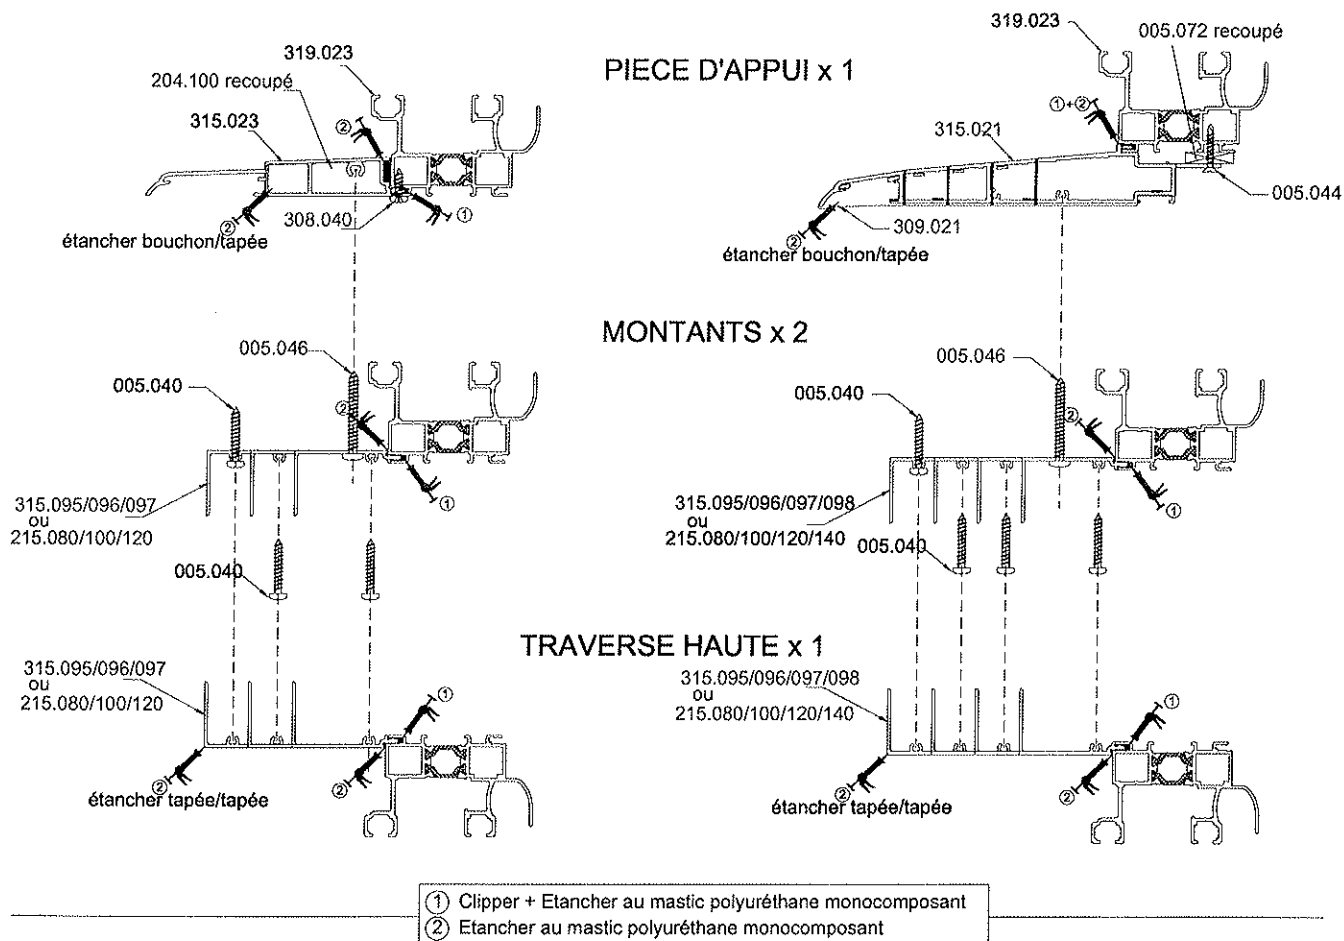 PIECE D'APPUI x 1
319.023
204.100 recoupé
315.023
②
308.040
①
②
étancher bouchon/tapée
319.023
005.072 recoupé
①+②
315.021
005.044
309.021
②
étancher bouchon/tapée
MONTANTS x 2
005.046
005.040
②
①
315.095/096/097
ou
215.080/100/120
005.040
005.046
005.040
②
①
315.095/096/097/098
ou
215.080/100/120/140
005.040
TRAVERSE HAUTE x 1
315.095/096/097
ou
215.080/100/120
①
②
②
étancher tapée/tapée
315.095/096/097/098
ou
215.080/100/120/140
①
②
②
étancher tapée/tapée
① Clipper + Etancher au mastic polyuréthane monocomposant
② Etancher au mastic polyuréthane monocomposant